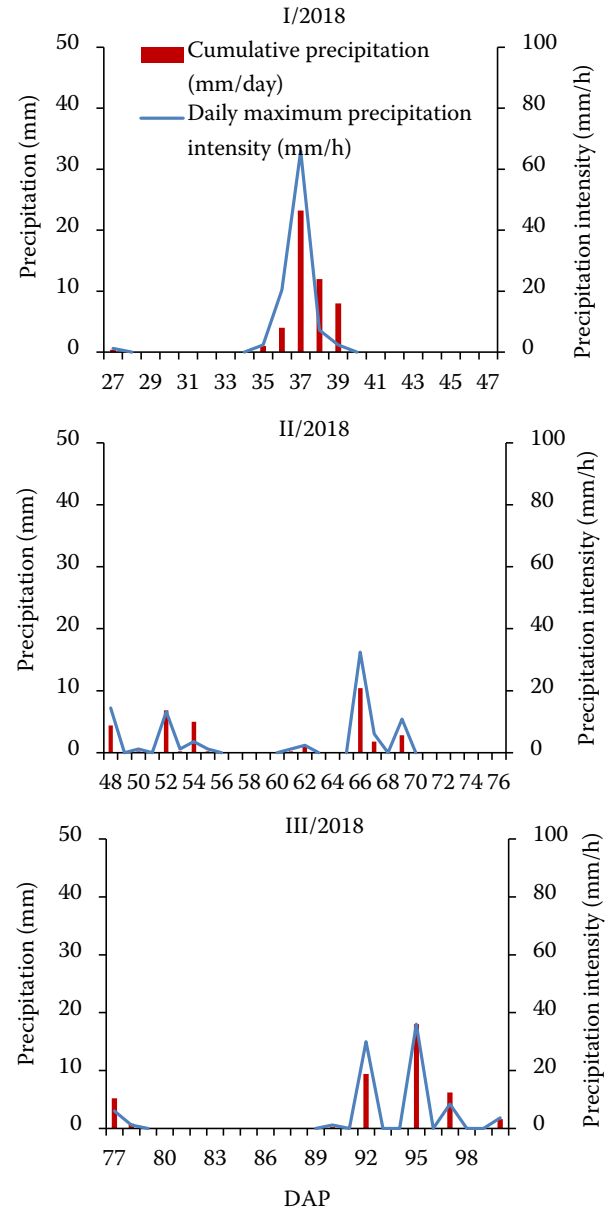 I/2018
Cumulative precipitation
(mm/day)
Daily maximum precipitation
intensity (mm/h)
Precipitation (mm)
50
40
30
20
10
0
Precipitation intensity (mm/h)
100
80
60
40
20
0
27 29 31 33 35 37 39 41 43 45 47
II/2018
Precipitation (mm)
50
40
30
20
10
0
Precipitation intensity (mm/h)
100
80
60
40
20
0
48 50 52 54 56 58 60 62 64 66 68 70 72 74 76
III/2018
Precipitation (mm)
50
40
30
20
10
0
Precipitation intensity (mm/h)
100
80
60
40
20
0
77 80 83 86 89 92 95 98
DAP